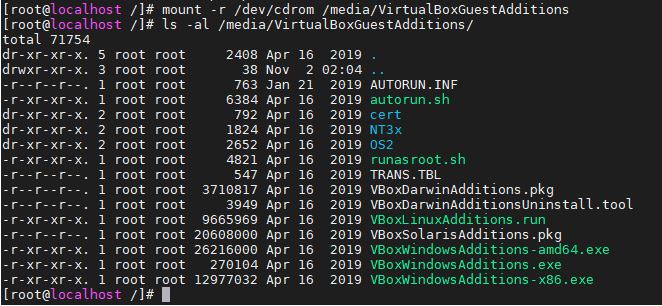 [root@localhost /]# mount -r /dev/cdrom /media/VirtualBoxGuestAdditions
[root@localhost /]# ls -al /media/VirtualBoxGuestAdditions/
total 71754
dr-xr-xr-x. 5 root root     2408 Apr 16  2019 .
drwxr-xr-x. 3 root root       38 Nov  2 02:04 ..
-r--r--r--. 1 root root      763 Jan 21  2019 AUTORUN.INF
-r-xr-xr-x. 1 root root     6384 Apr 16  2019 autorun.sh
dr-xr-xr-x. 2 root root      792 Apr 16  2019 cert
dr-xr-xr-x. 2 root root     1824 Apr 16  2019 NT3x
dr-xr-xr-x. 2 root root     2652 Apr 16  2019 OS2
-r-xr-xr-x. 1 root root     4821 Apr 16  2019 runasroot.sh
-r--r--r--. 1 root root      547 Apr 16  2019 TRANS.TBL
-r--r--r--. 1 root root  3710817 Apr 16  2019 VBoxDarwinAdditions.pkg
-r--r--r--. 1 root root     3949 Apr 16  2019 VBoxDarwinAdditionsUninstall.tool
-r-xr-xr-x. 1 root root  9665969 Apr 16  2019 VBoxLinuxAdditions.run
-r--r--r--. 1 root root 20608000 Apr 16  2019 VBoxSolarisAdditions.pkg
-r-xr-xr-x. 1 root root 26216000 Apr 16  2019 VBoxWindowsAdditions-amd64.exe
-r-xr-xr-x. 1 root root   270104 Apr 16  2019 VBoxWindowsAdditions.exe
-r-xr-xr-x. 1 root root 12977032 Apr 16  2019 VBoxWindowsAdditions-x86.exe
[root@localhost /]#